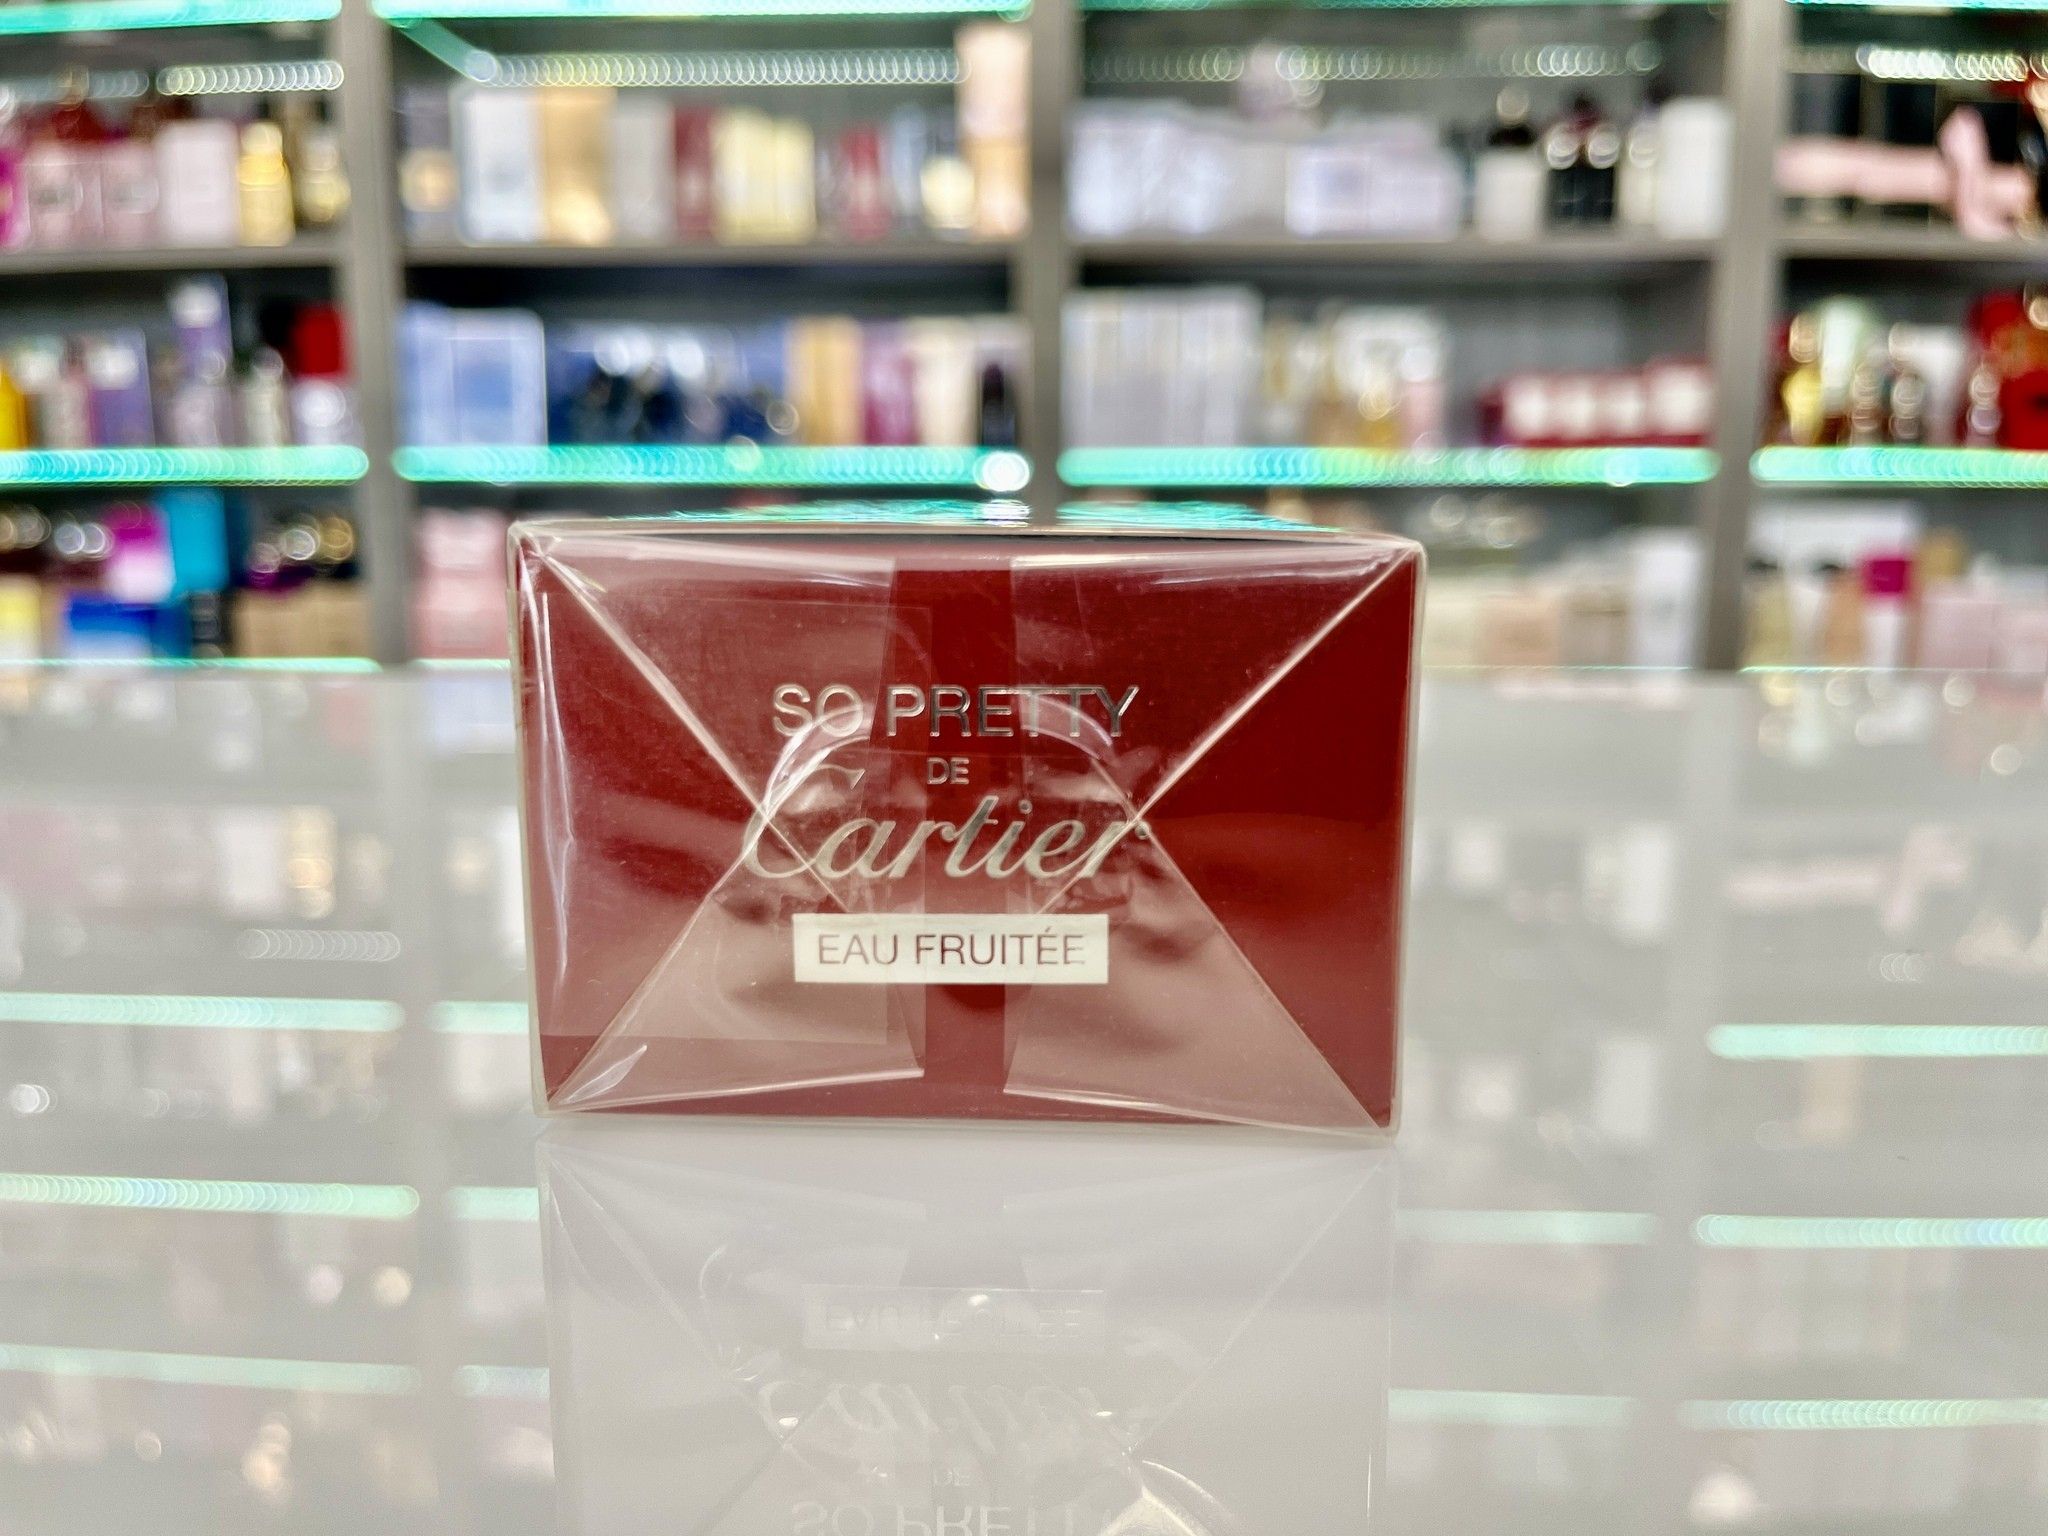 SO PRETTY
DE
Cartier
EAU FRUITÉE